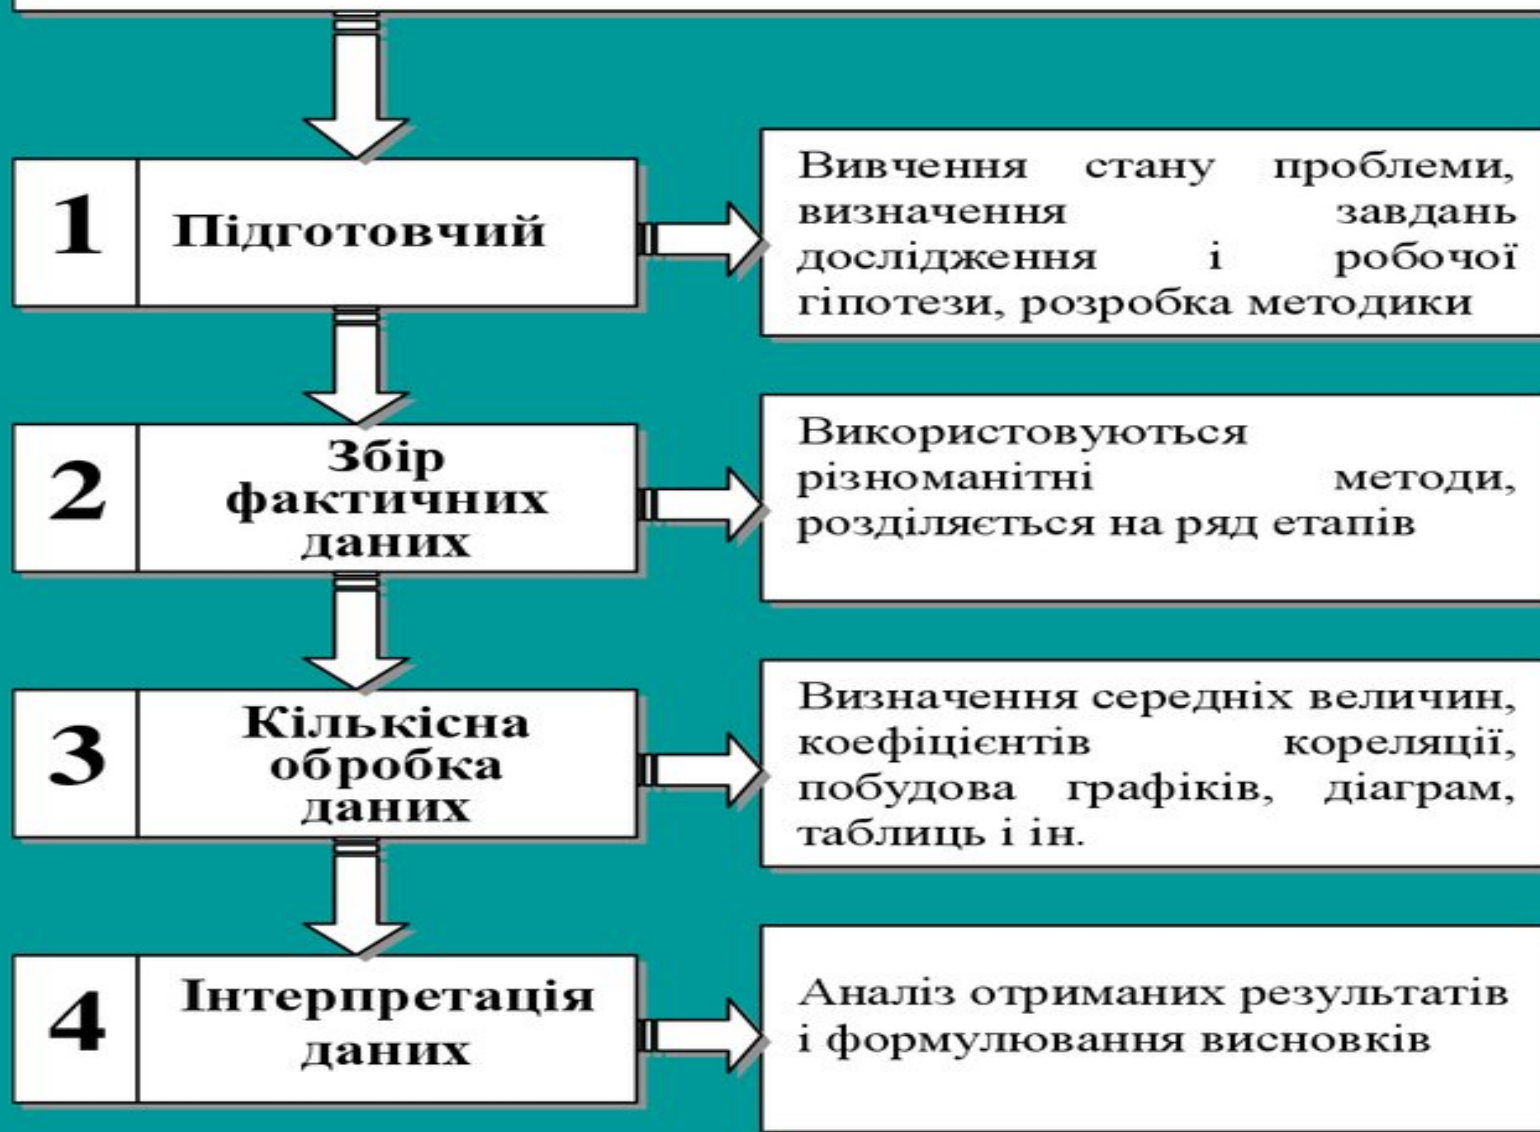 1
Підготовчий
Вивчення стану проблеми,
визначення завдань
дослідження і робочої
гіпотези, розробка методики
2
Збір
фактичних
даних
Використовуються
різноманітні методи,
розділяється на ряд етапів
3
Кількісна
обробка
даних
Визначення середніх величин,
коефіцієнтів кореляції,
побудова графіків, діаграм,
таблиць і ін.
4
Інтерпретація
даних
Аналіз отриманих результатів
і формулювання висновків